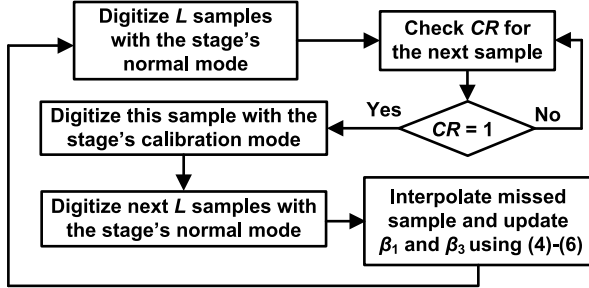 Digitize L samples
with the stage's
normal mode
Check CR for
the next sample
CR = 1
Yes
No
Digitize this sample with the
stage's calibration mode
Digitize next L samples with
the stage's normal mode
Interpolate missed
sample and update
β₁ and β₃ using (4)-(6)